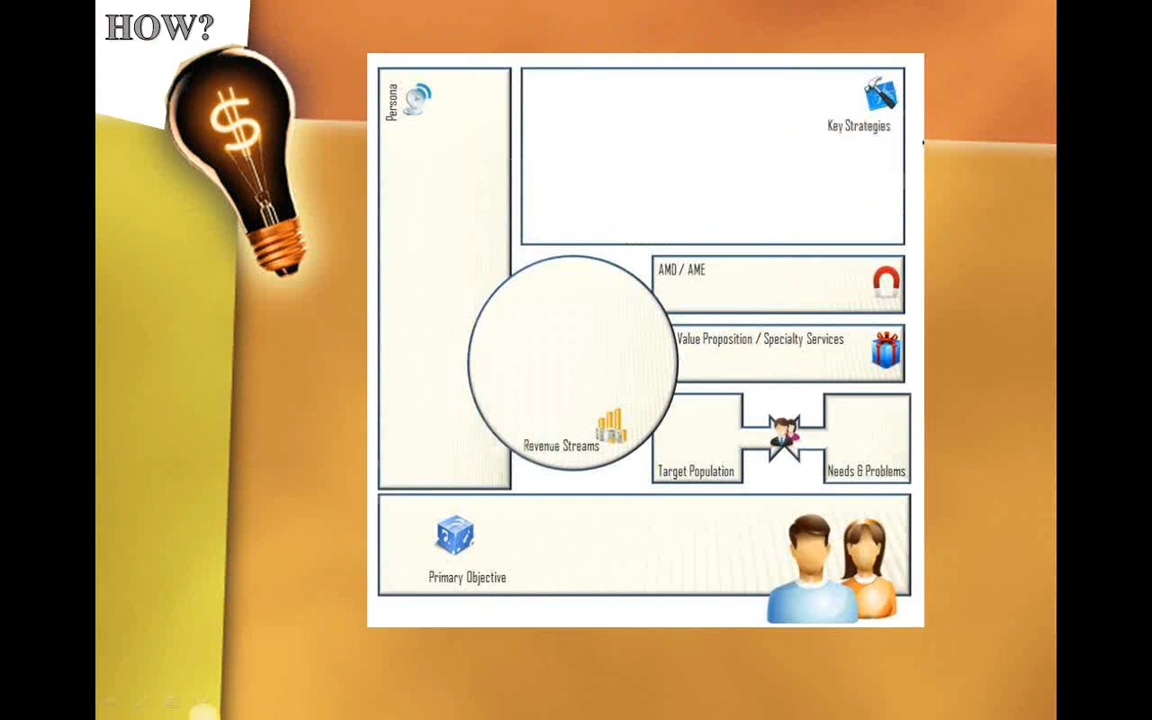 HOW?
$
Persona
Key Strategies
AMD / AME
Value Proposition / Specialty Services
Revenue Streams
Target Population
Needs & Problems
Primary Objective